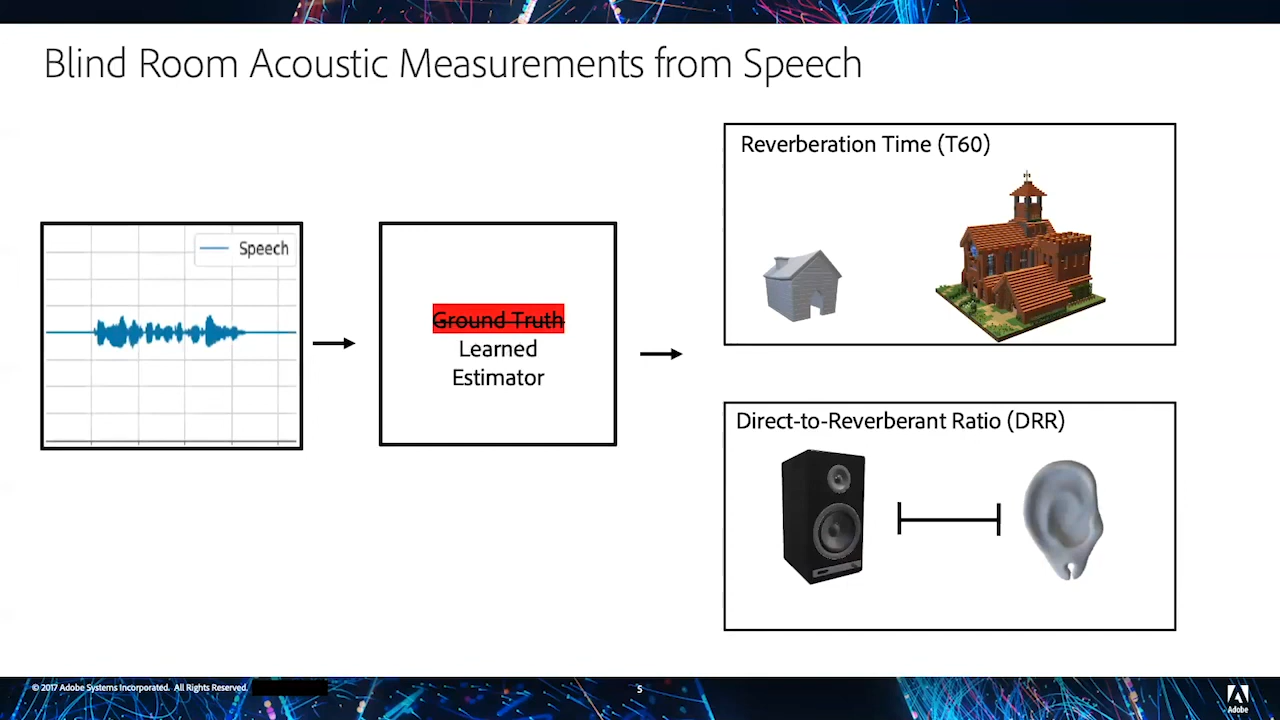 Blind Room Acoustic Measurements from Speech
Speech
Ground Truth
Learned
Estimator
Reverberation Time (T60)
Direct-to-Reverberant Ratio (DRR)
© 2017 Adobe Systems Incorporated. All Rights Reserved.
5
Adobe